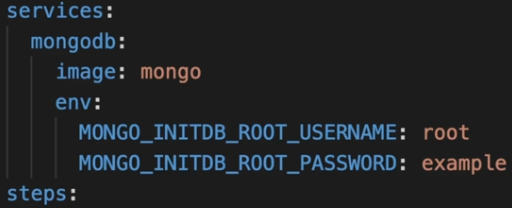 services:
mongodb:
image: mongo
env:
MONGO_INITDB_ROOT_USERNAME: root
MONGO_INITDB_ROOT_PASSWORD: example
steps: